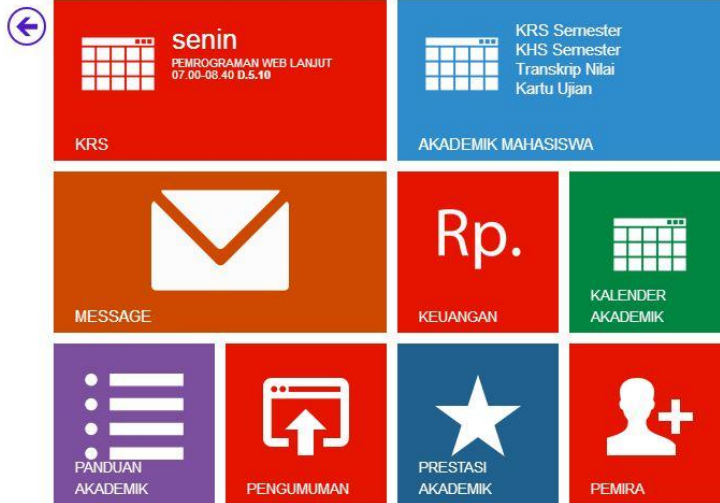 senin
PEMROGRAMAN WEB LANJUT
07.00-08.40 D.5.10
KRS
KRS Semester
KHS Semester
Transkrip Nilai
Kartu Ujian
AKADEMIK MAHASISWA
MESSAGE
Rp.
KEUANGAN
KALENDER
AKADEMIK
PANDUAN
AKADEMIK
PENGUMUMAN
PRESTASI
AKADEMIK
PEMIRA